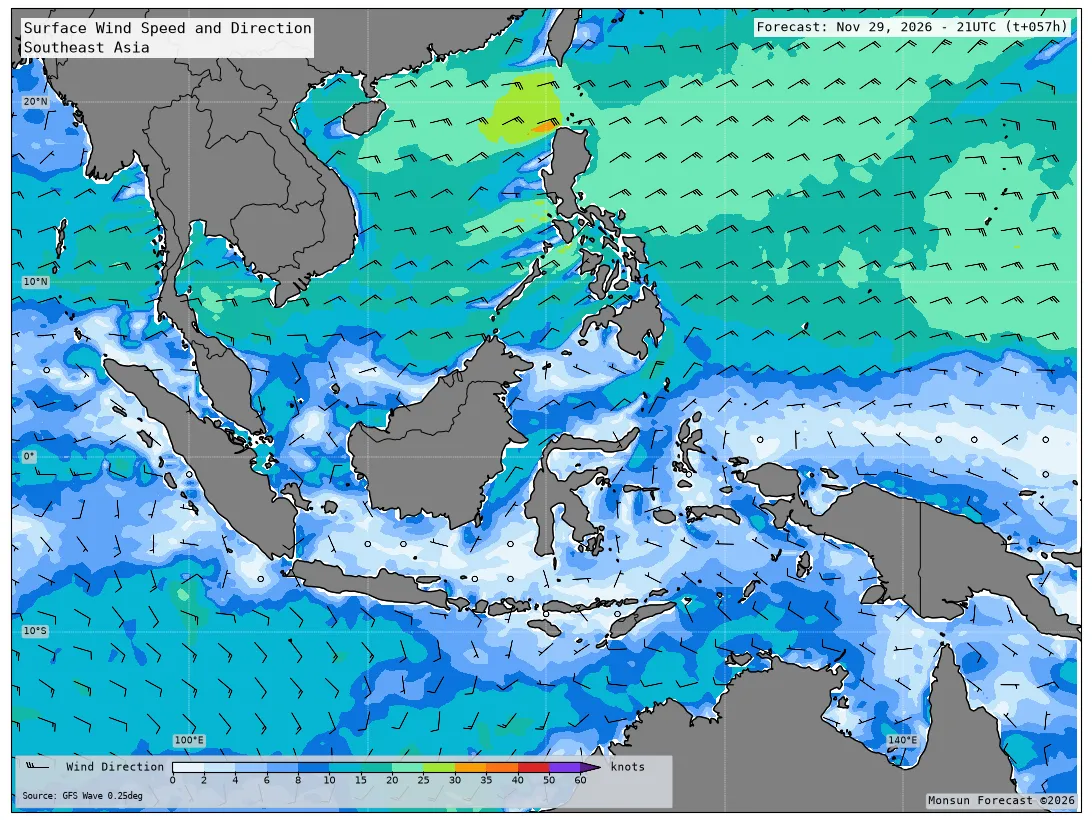 Surface Wind Speed and Direction
Southeast Asia
Forecast: Nov 29, 2026 - 21UTC (t+057h)
20°N
10°N
0°
10°S
100°E
140°E
Wind Direction
0 2 4 6 8 10 15 20 25 30 35 40 50 60
knots
Source: GFS Wave 0.25deg
Monsun Forecast ©2026